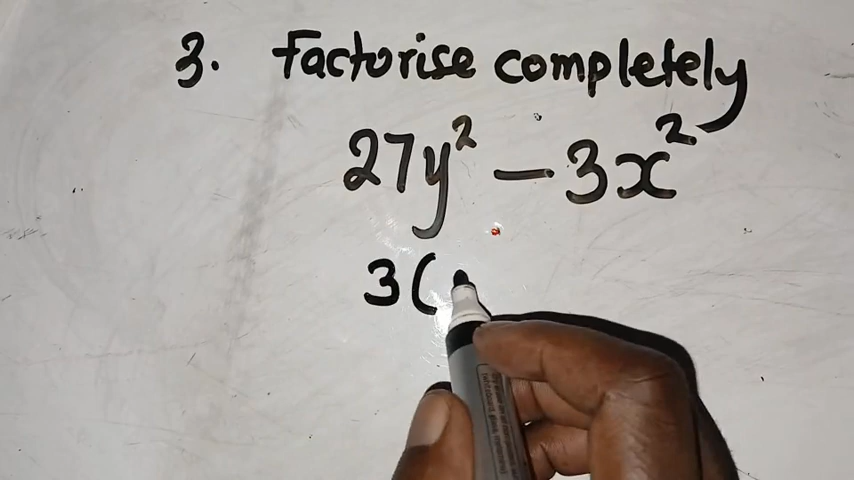 3. Factorise completely
27y² - 3x²
3(